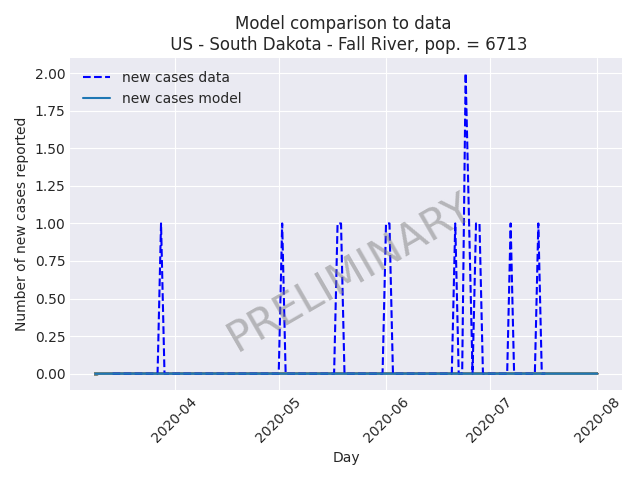 Model comparison to data
US - South Dakota - Fall River, pop. = 6713
new cases data
new cases model
Number of new cases reported
2.00
1.75
1.50
1.25
1.00
0.75
0.50
0.25
0.00
PRELIMINARY
2020-04
2020-05
2020-06
2020-07
2020-08
Day